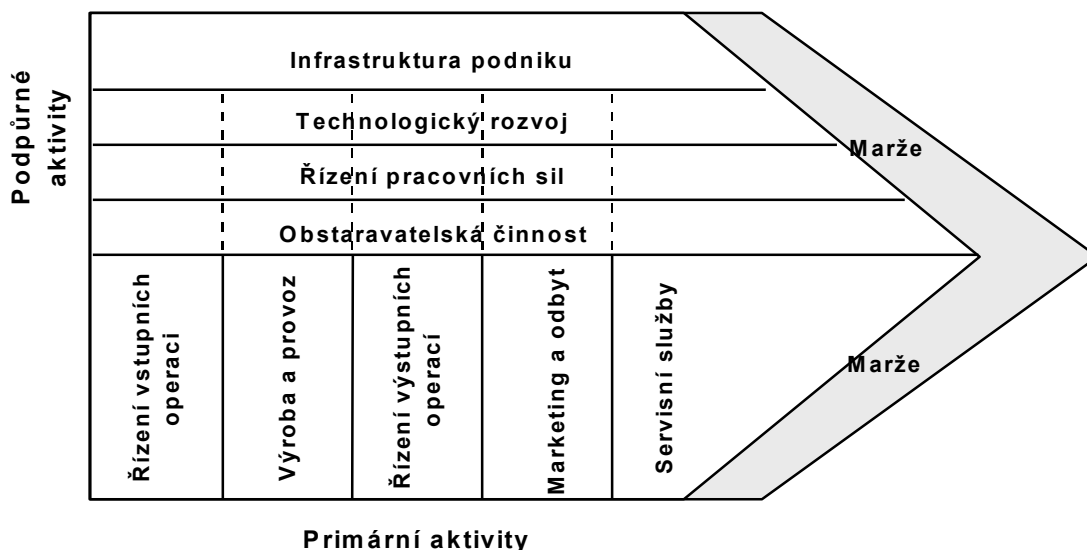 Podpůrné
aktivity
Infrastruktura podniku
Technologický rozvoj
Řízení pracovních sil
Obstaravatelská činnost
Marže
Řízení vstupních
operaci
Výroba a provoz
Řízení výstupních
operací
Marketing a odbyt
Servisní služby
Marže
Primární aktivity